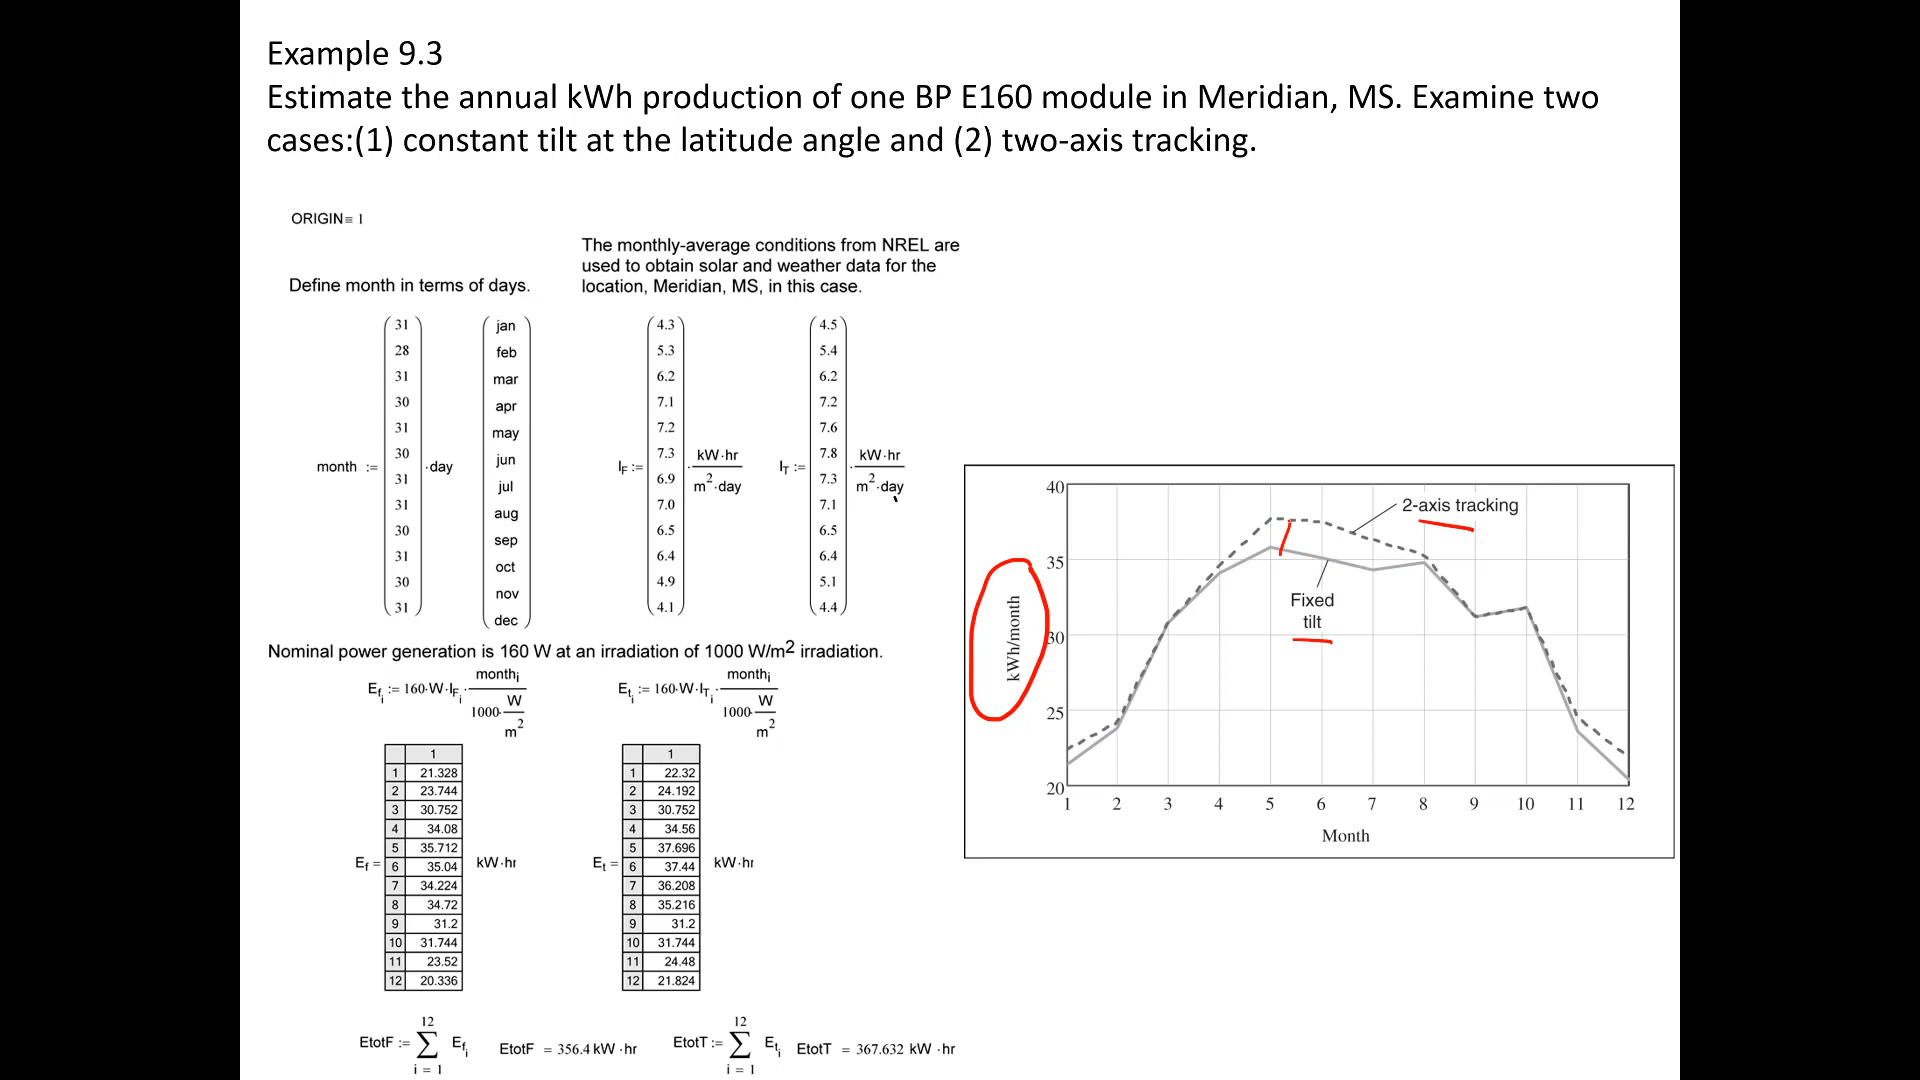 Example 9.3
Estimate the annual kWh production of one BP E160 module in Meridian, MS. Examine two
cases:(1) constant tilt at the latitude angle and (2) two-axis tracking.
ORIGIN≡ 1
The monthly-average conditions from NREL are
used to obtain solar and weather data for the
location, Meridian, MS, in this case.
Define month in terms of days.
month :=
31
28
31
30
31
30
31
31
30
31
30
31
·day
jan
feb
mar
apr
may
jun
jul
aug
sep
oct
nov
dec
I_F :=
4.3
5.3
6.2
7.1
7.2
7.3
6.9
7.0
6.5
6.4
4.9
4.1
· kW·hr
m²·day
I_T :=
4.5
5.4
6.2
7.2
7.6
7.8
7.3
7.1
6.5
6.4
5.1
4.4
· kW·hr
m²·day
Nominal power generation is 160 W at an irradiation of 1000 W/m² irradiation.
E_f_i := 160·W·I_F_i · month_i
1000· W
m²
E_t_i := 160·W·I_T_i · month_i
1000· W
m²
E_f =
1
1 21.328
2 23.744
3 30.752
4 34.08
5 35.712
6 35.04
7 34.224
8 34.72
9 31.2
10 31.744
11 23.52
12 20.336
kW·hr
E_t =
1
1 22.32
2 24.192
3 30.752
4 34.56
5 37.696
6 37.44
7 36.208
8 35.216
9 31.2
10 31.744
11 24.48
12 21.824
kW·hr
12
EtotF := ∑ E_f_i
i = 1
EtotF = 356.4 kW ·hr
12
EtotT := ∑ E_t_i
i = 1
EtotT = 367.632 kW ·hr
40
35
30
25
20
kWh/month
2-axis tracking
Fixed
tilt
1 2 3 4 5 6 7 8 9 10 11 12
Month